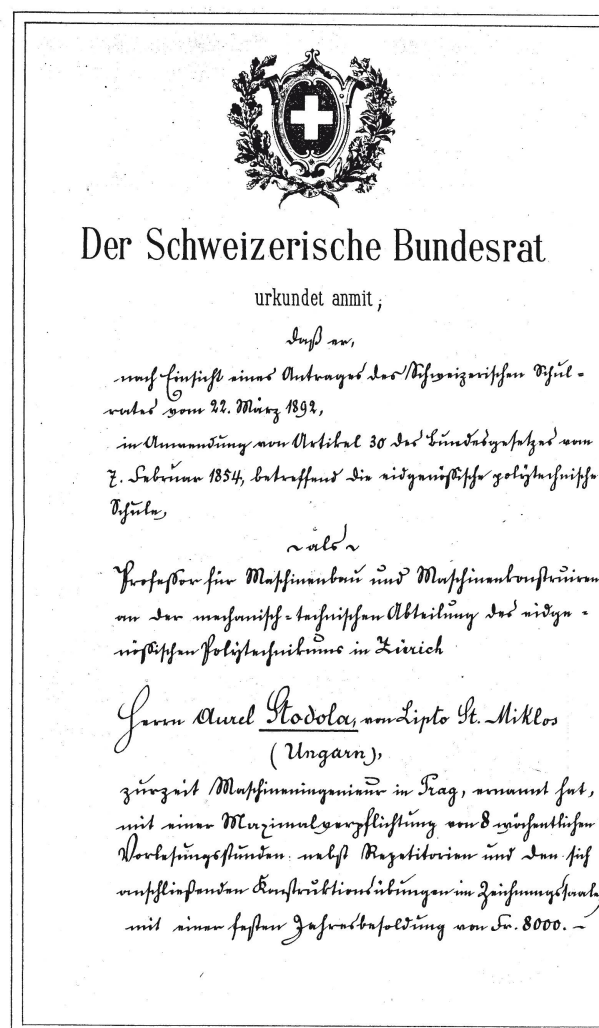 Der Schweizerische Bundesrat
urkundet anmit;
daß er,
nach Einsicht eines Antrages des Schweizerischen Schul-
rates vom 22. März 1892,
in Anwendung von Artikel 30 des Bundesgesetzes vom
7. Februar 1854, betreffend die eidgenössische polytechnische
Schule,
als
Professor für Maschinenbau und Maschinenkonstruiren
an der mechanisch-technischen Abteilung des eidge-
nössischen Polytechnikums in Zürich
Herrn Aurel Stodola, von Lipto St. Miklos
(Ungarn),
zurzeit Maschineningenieur in Prag, ernannt hat,
mit einer Maximalverpflichtung von 8 wöchentlichen
Vorlesungsstunden nebst Repetitorien und den sich
anschließenden Konstruktionsübungen im Zeichnungssaale,
mit einer festen Jahresbesoldung von Fr. 8000. –